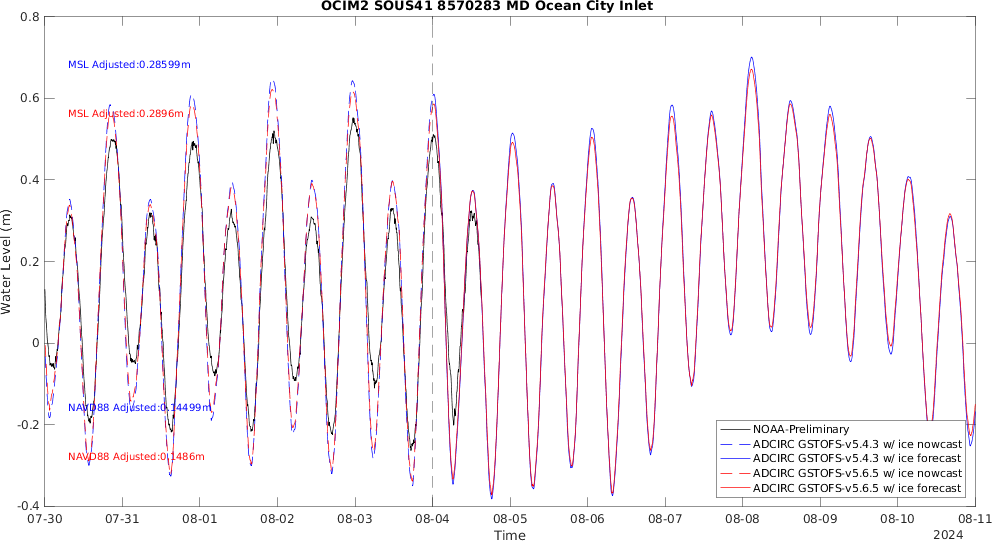 OCIM2 SOUS41 8570283 MD Ocean City Inlet
0.8
0.6
0.4
0.2
0
-0.2
-0.4
Water Level (m)
MSL Adjusted:0.28599m
MSL Adjusted:0.2896m
NAVD88 Adjusted:0.14499m
NAVD88 Adjusted:0.1486m
NOAA-Preliminary
ADCIRC GSTOFS-v5.4.3 w/ ice nowcast
ADCIRC GSTOFS-v5.4.3 w/ ice forecast
ADCIRC GSTOFS-v5.6.5 w/ ice nowcast
ADCIRC GSTOFS-v5.6.5 w/ ice forecast
07-30 07-31 08-01 08-02 08-03 08-04 08-05 08-06 08-07 08-08 08-09 08-10 08-11
Time
2024